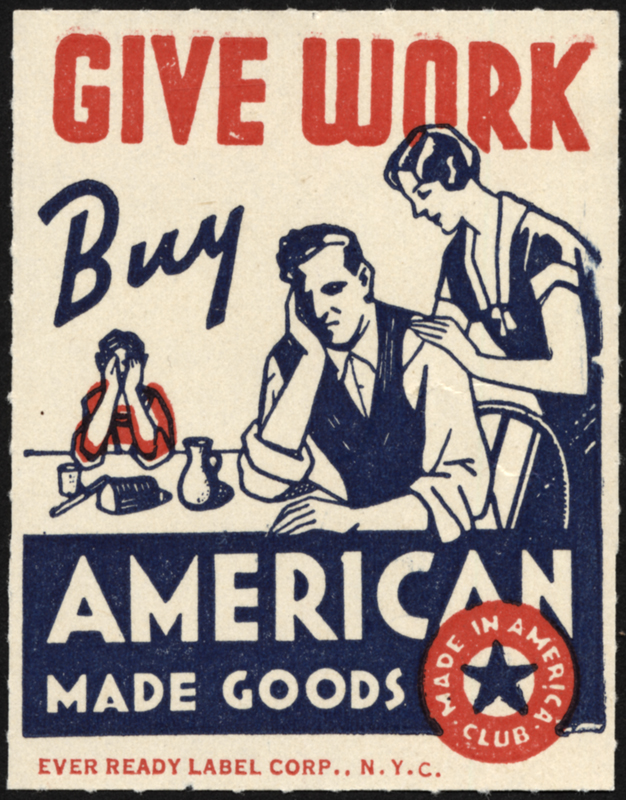 GIVE WORK
Buy
AMERICAN
MADE GOODS
MADE IN AMERICA
· CLUB ·
EVER READY LABEL CORP., N.Y.C.